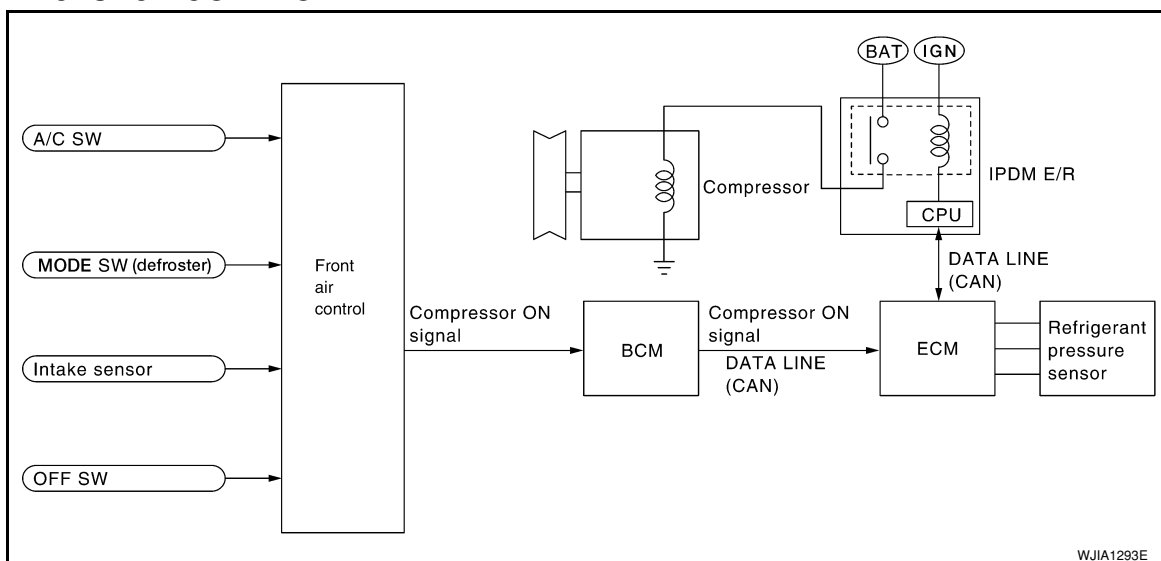 BAT
IGN
A/C SW
IPDM E/R
Compressor
CPU
MODE SW (defroster)
Front
air
control
DATA LINE
(CAN)
Compressor ON
signal
BCM
Compressor ON
signal
DATA LINE
(CAN)
ECM
Refrigerant
pressure
sensor
Intake sensor
OFF SW
WJIA1293E